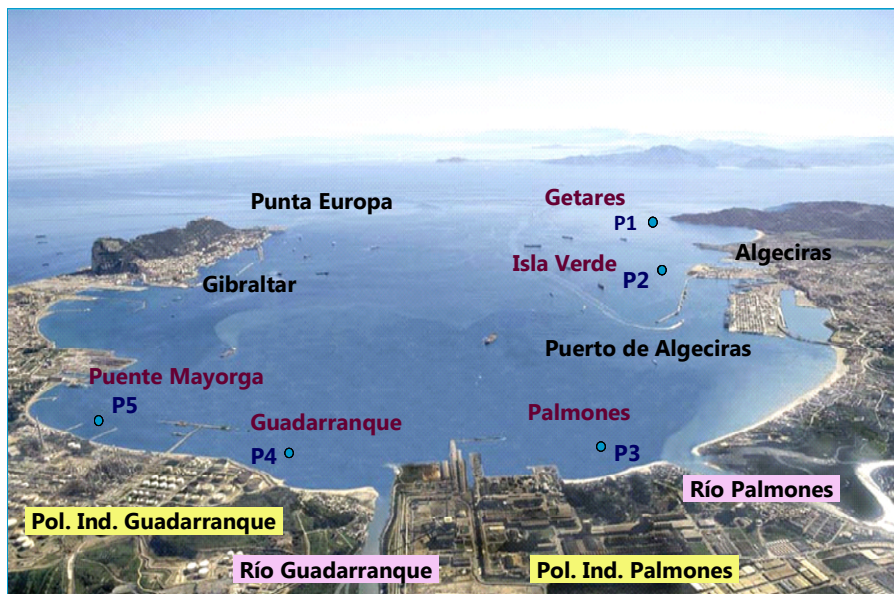 Getares
Punta Europa
P1
Algeciras
Isla Verde
P2
Gibraltar
Puerto de Algeciras
Puente Mayorga
P5
Palmones
Guadarranque
P3
P4
Río Palmones
Pol. Ind. Guadarranque
Río Guadarranque
Pol. Ind. Palmones